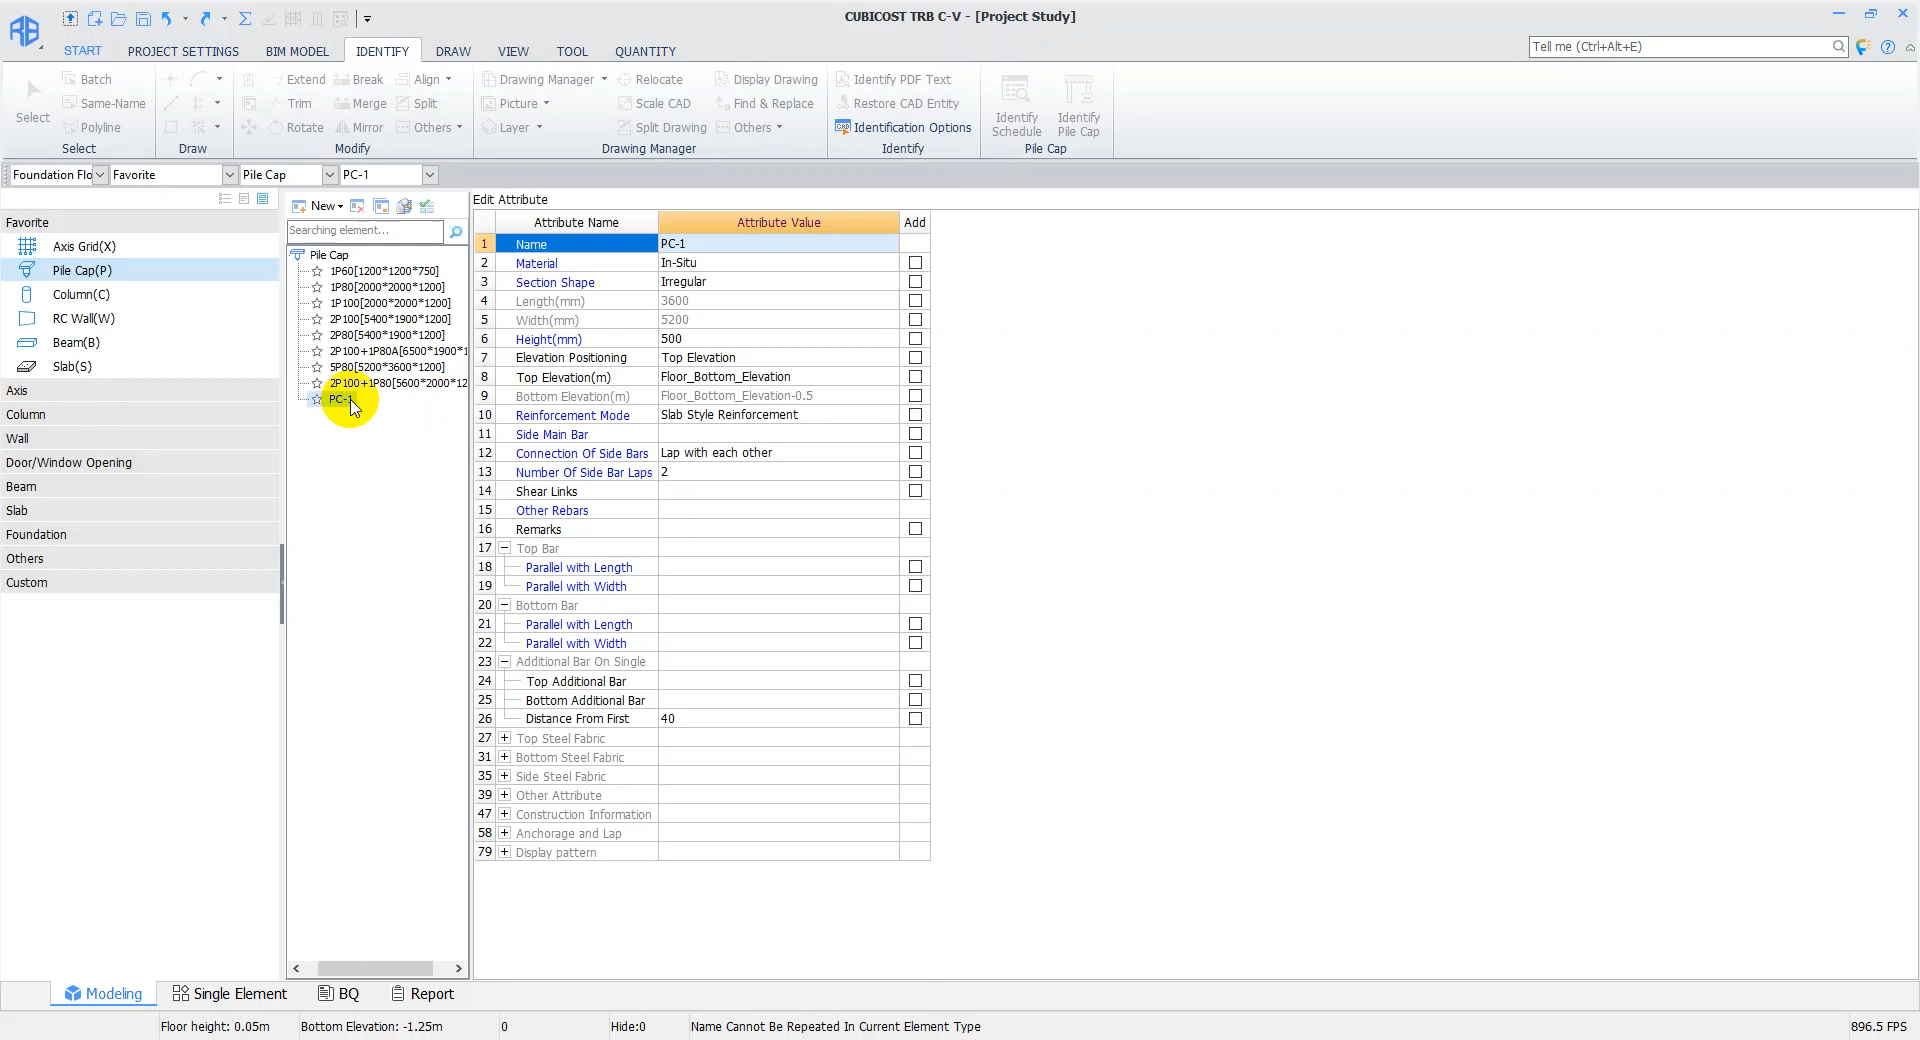 CUBICOST TRB C-V - [Project Study]
START PROJECT SETTINGS BIM MODEL IDENTIFY DRAW VIEW TOOL QUANTITY
Tell me (Ctrl+Alt+E)
Select
Batch
Same-Name
Polyline
Select
Draw
Extend Break Align
Trim Merge Split
Rotate Mirror Others
Modify
Drawing Manager Relocate Display Drawing
Picture Scale CAD Find & Replace
Layer Split Drawing Others
Drawing Manager
Identify PDF Text
Restore CAD Entity
Identification Options
Identify
Identify Schedule
Identify Pile Cap
Pile Cap
Foundation Flo Favorite Pile Cap PC-1
Favorite
Axis Grid(X)
Pile Cap(P)
Column(C)
RC Wall(W)
Beam(B)
Slab(S)
Axis
Column
Wall
Door/Window Opening
Beam
Slab
Foundation
Others
Custom
New
Searching element...
Pile Cap
1P60[1200*1200*750]
1P80[2000*2000*1200]
1P100[2000*2000*1200]
2P100[5400*1900*1200]
2P80[5400*1900*1200]
2P100+1P80A[6500*1900*1
5P80[5200*3600*1200]
2P100+1P80[5600*2000*12
PC-1
Edit Attribute
Attribute Name Attribute Value Add
1 Name PC-1
2 Material In-Situ
3 Section Shape Irregular
4 Length(mm) 3600
5 Width(mm) 5200
6 Height(mm) 500
7 Elevation Positioning Top Elevation
8 Top Elevation(m) Floor_Bottom_Elevation
9 Bottom Elevation(m) Floor_Bottom_Elevation-0.5
10 Reinforcement Mode Slab Style Reinforcement
11 Side Main Bar
12 Connection Of Side Bars Lap with each other
13 Number Of Side Bar Laps 2
14 Shear Links
15 Other Rebars
16 Remarks
17 Top Bar
18 Parallel with Length
19 Parallel with Width
20 Bottom Bar
21 Parallel with Length
22 Parallel with Width
23 Additional Bar On Single
24 Top Additional Bar
25 Bottom Additional Bar
26 Distance From First 40
27 Top Steel Fabric
31 Bottom Steel Fabric
35 Side Steel Fabric
39 Other Attribute
47 Construction Information
58 Anchorage and Lap
79 Display pattern
Modeling Single Element BQ Report
Floor height: 0.05m Bottom Elevation: -1.25m 0 Hide:0 Name Cannot Be Repeated In Current Element Type 896.5 FPS